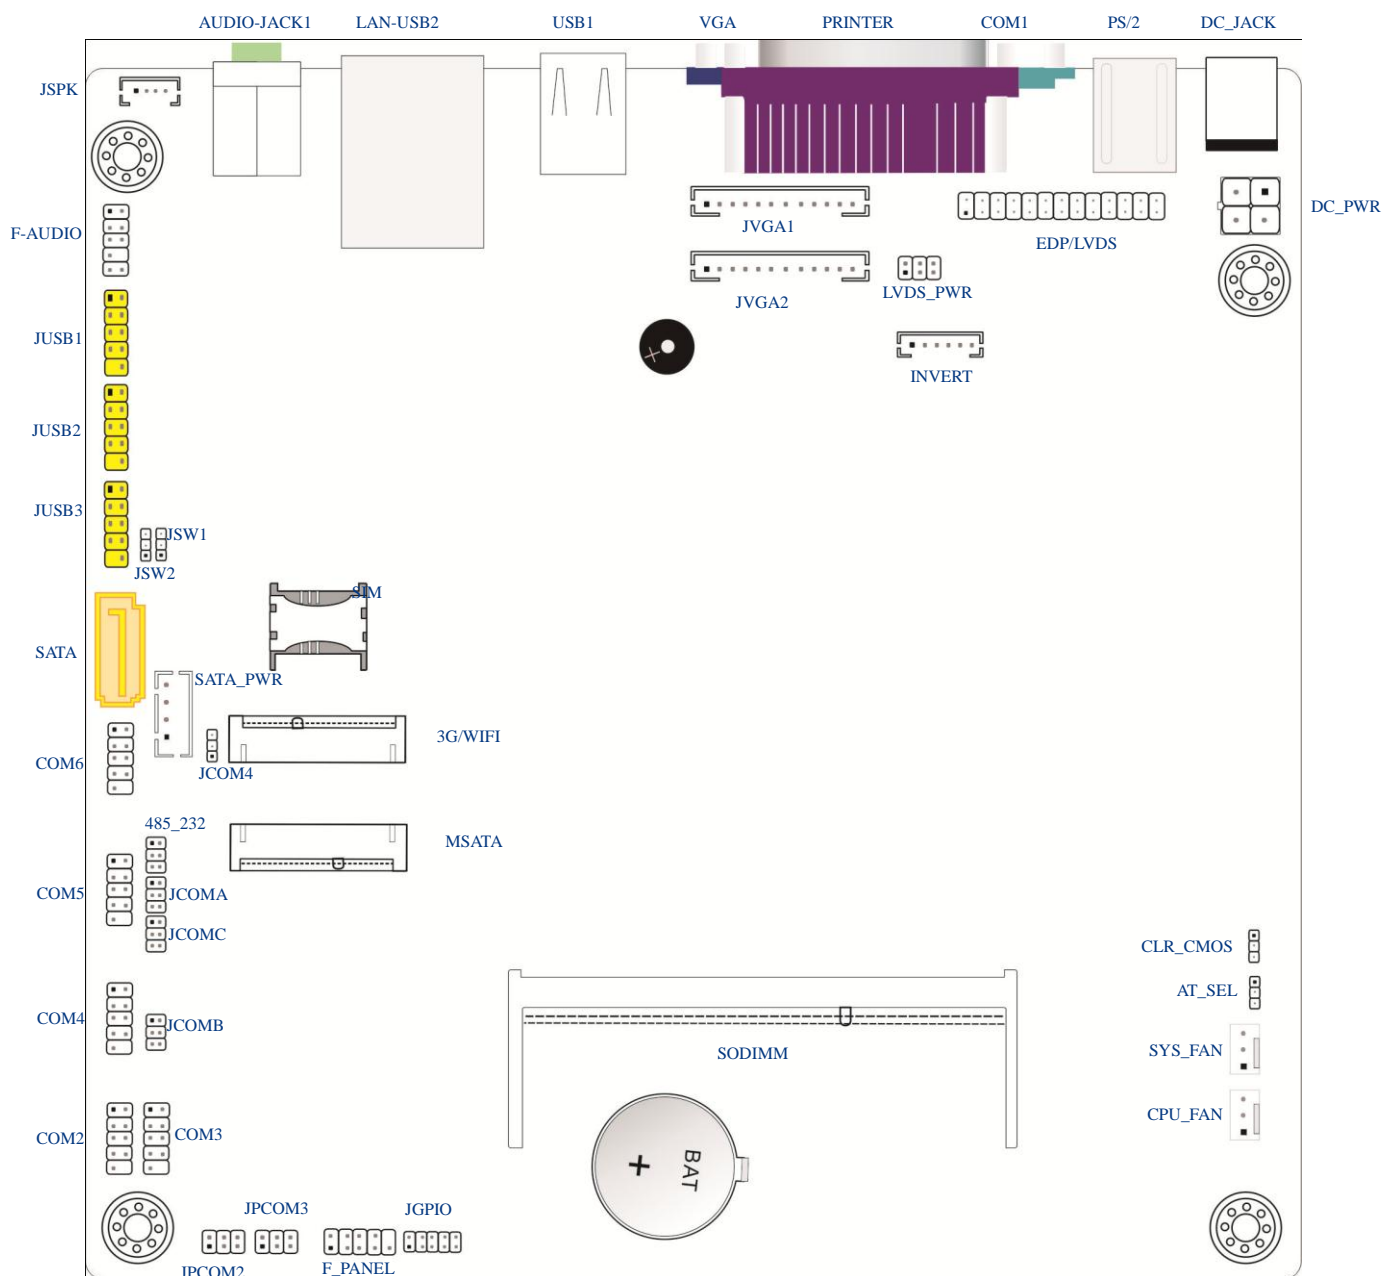 AUDIO-JACK1 LAN-USB2 USB1 VGA PRINTER COM1 PS/2 DC_JACK
JSPK
DC_PWR
F-AUDIO
JVGA1
EDP/LVDS
JVGA2
LVDS_PWR
JUSB1
INVERT
JUSB2
JUSB3
JSW1
JSW2
SIM
SATA
SATA_PWR
3G/WIFI
COM6
JCOM4
485_232
MSATA
COM5
JCOMA
JCOMC
CLR_CMOS
AT_SEL
COM4
JCOMB
SODIMM
SYS_FAN
CPU_FAN
COM2
COM3
+ BAT
JPCOM3
JGPIO
JPCOM2
F_PANEL